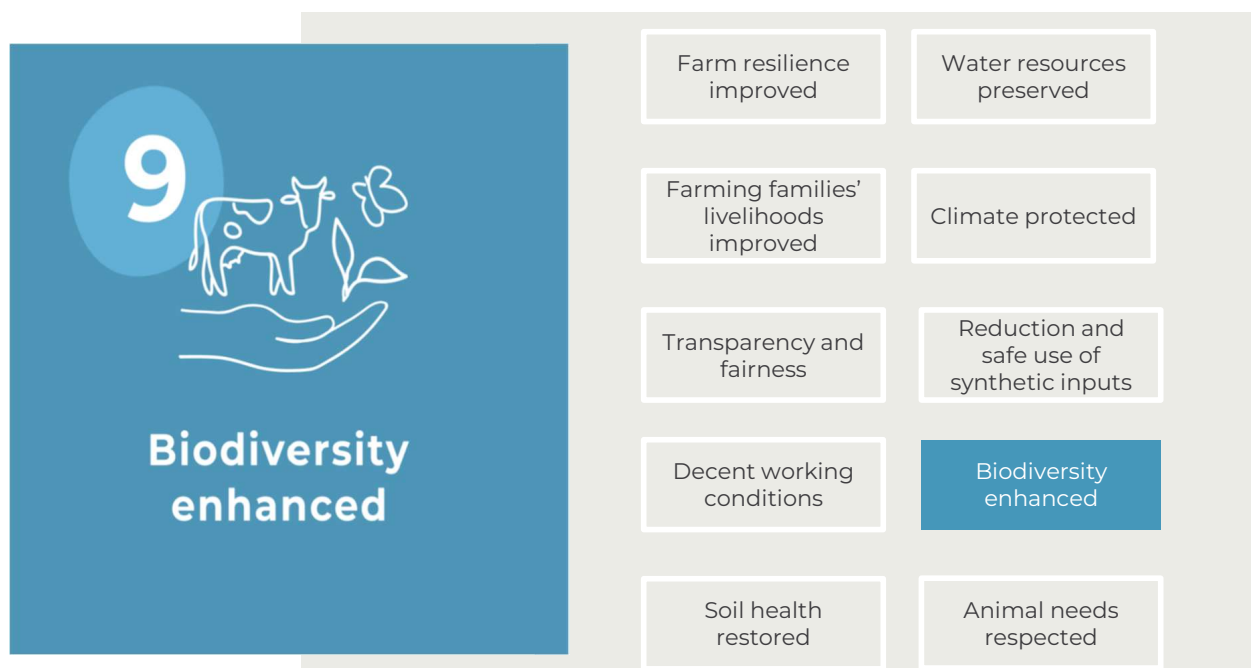 9
Biodiversity
enhanced
Farm resilience
improved
Water resources
preserved
Farming families’
livelihoods
improved
Climate protected
Transparency and
fairness
Reduction and
safe use of
synthetic inputs
Decent working
conditions
Biodiversity
enhanced
Soil health
restored
Animal needs
respected